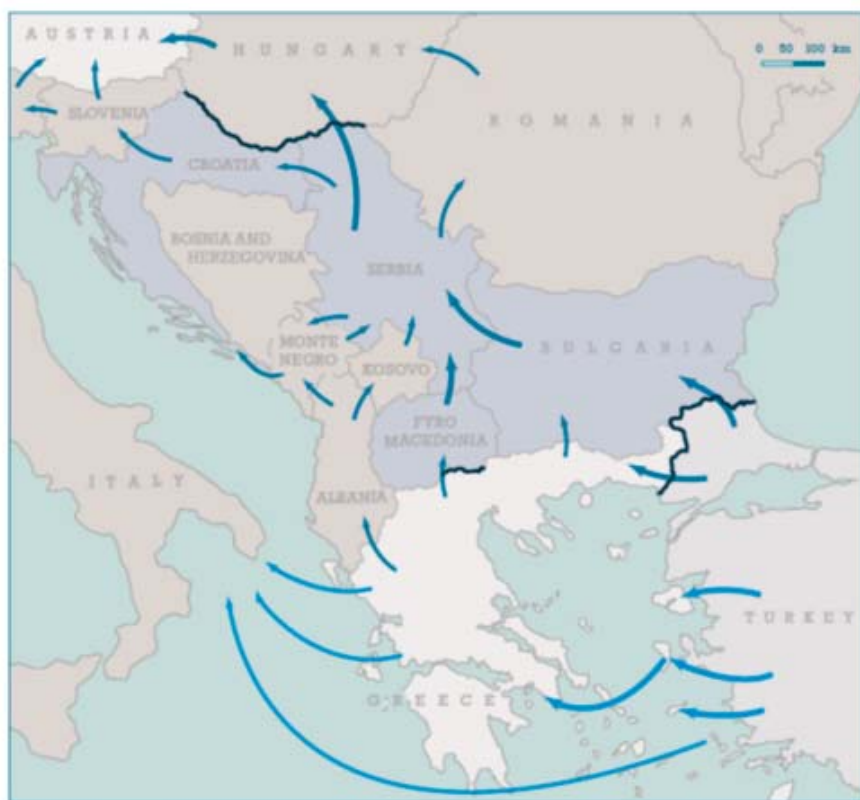 AUSTRIA
HUNGARY
0 50 100 km
SLOVENIA
ROMANIA
CROATIA
BOSNIA AND
HERZEGOVINA
SERBIA
MONTE
NEGRO
KOSOVO
BULGARIA
FYRO
MACEDONIA
ITALY
ALBANIA
TURKEY
GREECE